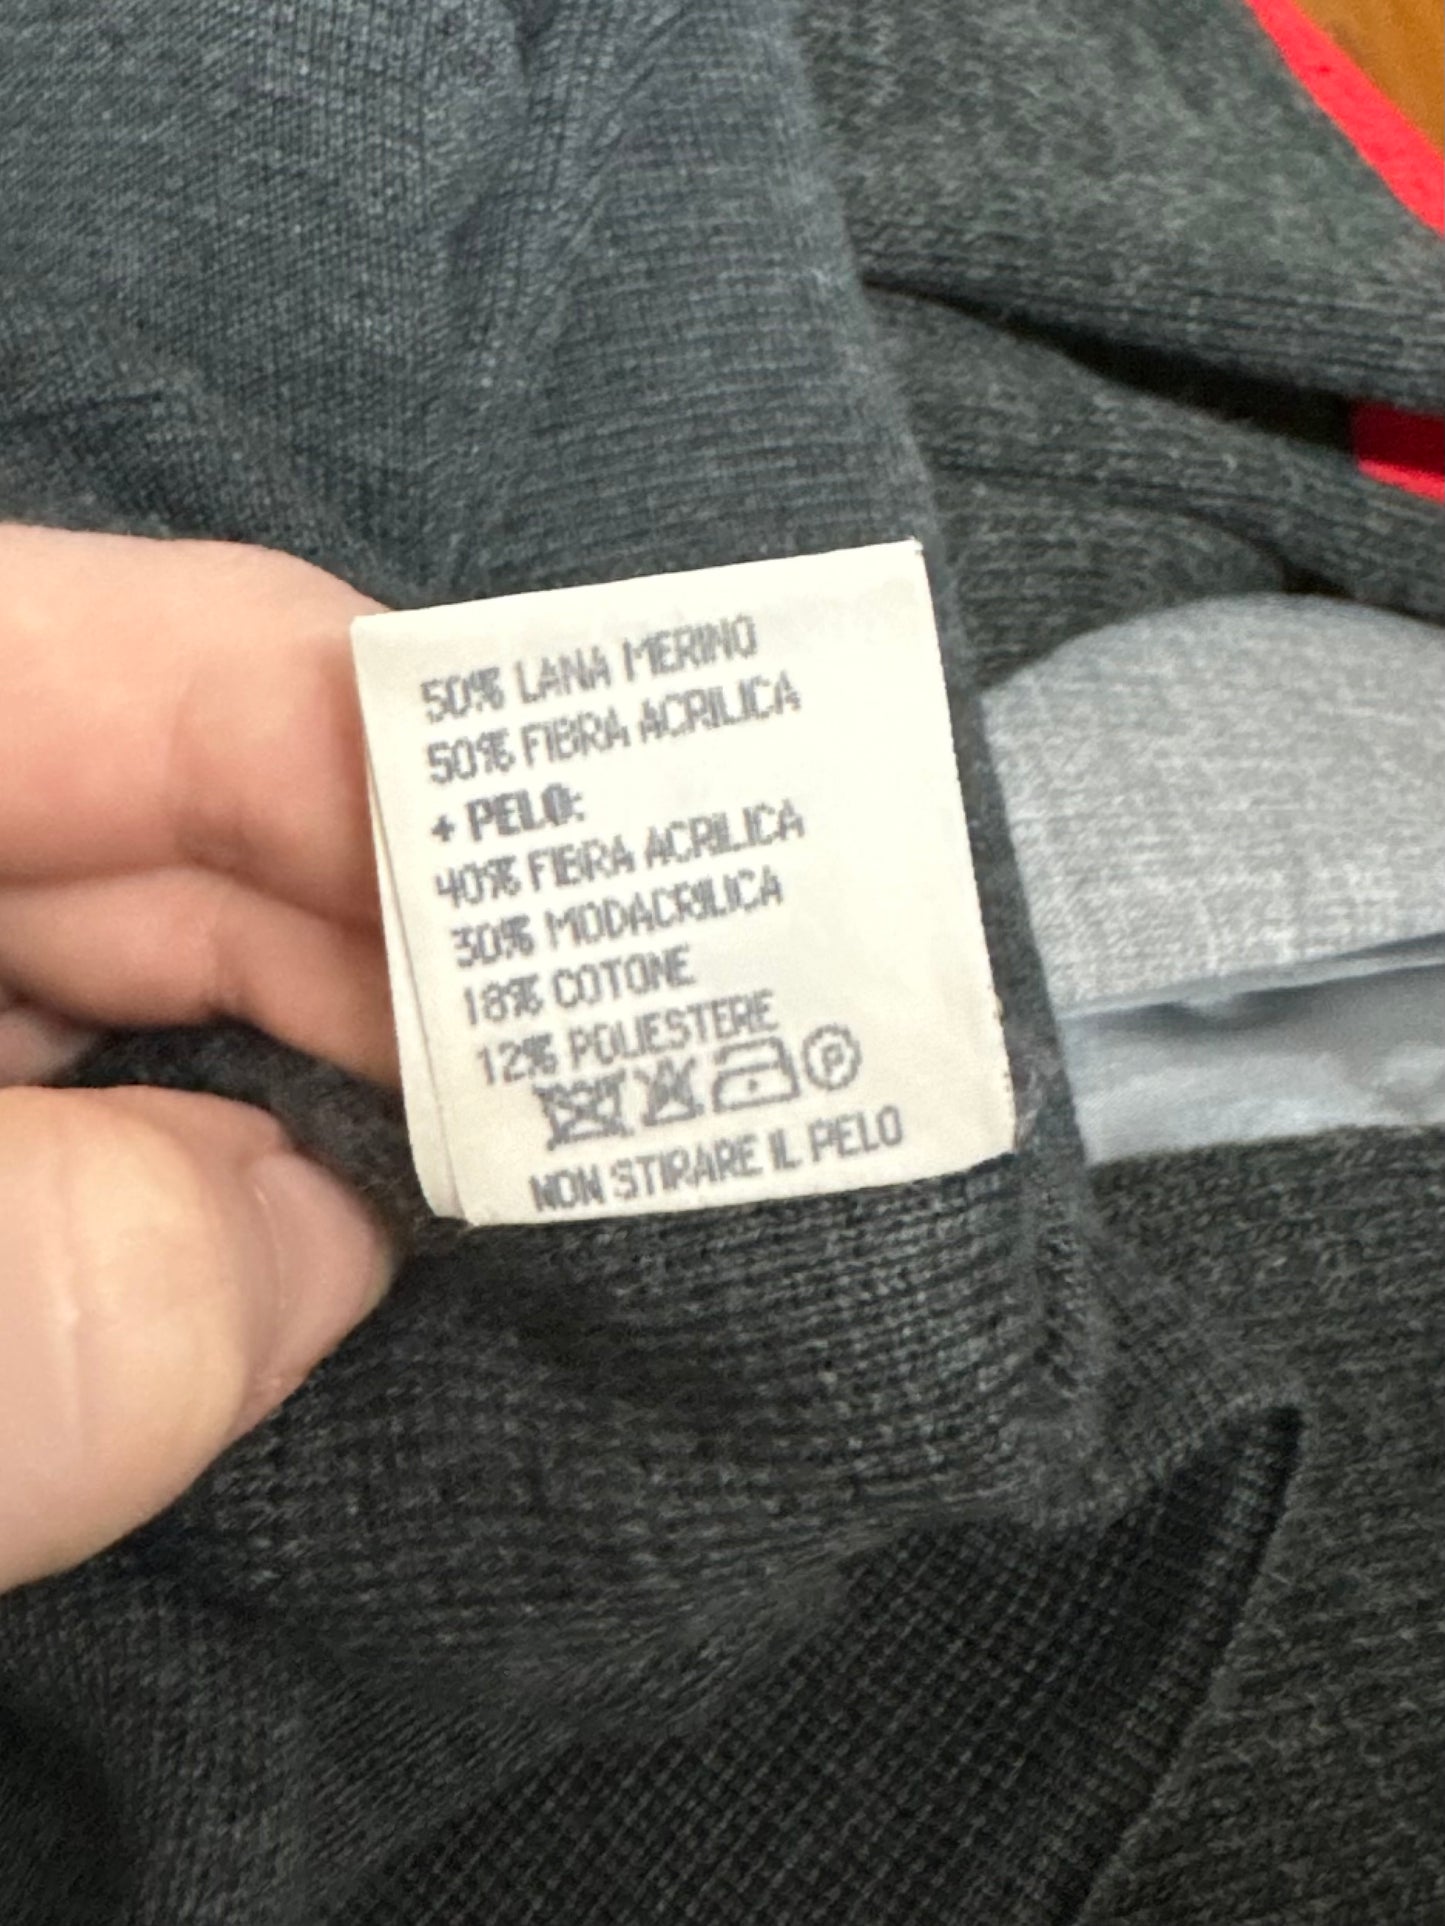 50% LANA MERINO
50% FIBRA ACRILICA
+ PELO:
40% FIBRA ACRILICA
30% MODACRILICA
18% COTONE
12% POLIESTERE
P
NON STIRARE IL PELO